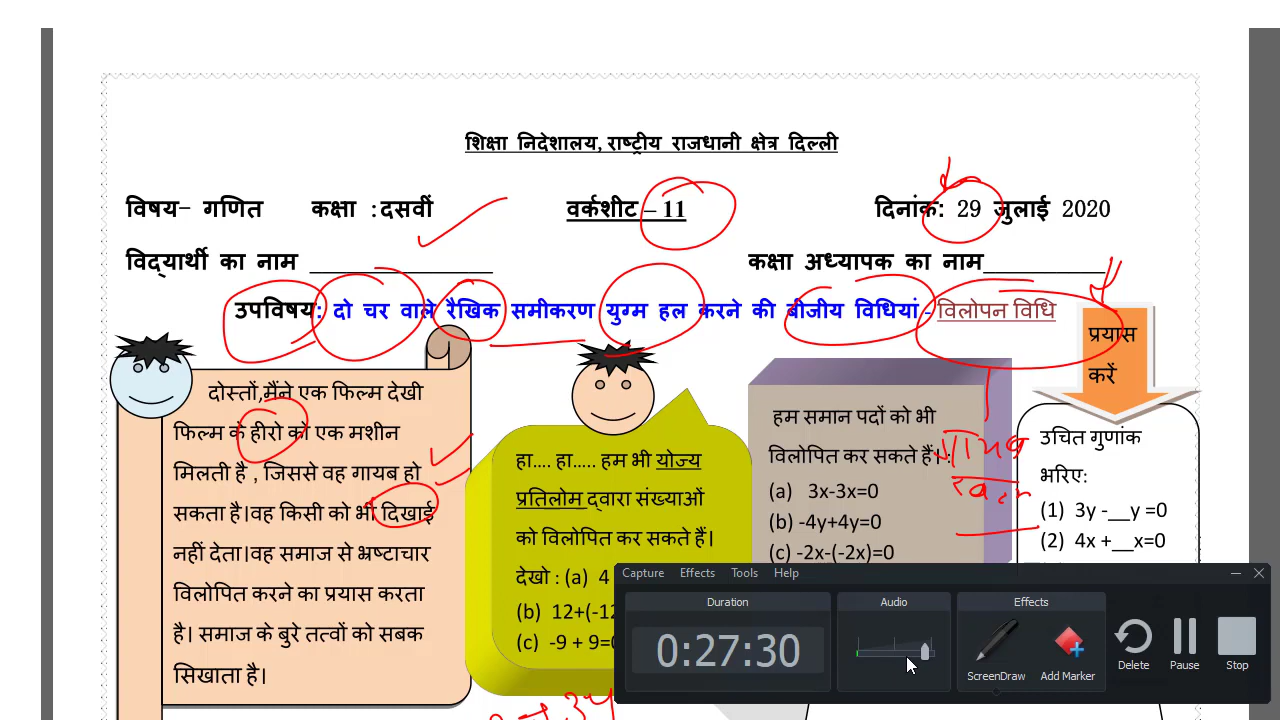 शिक्षा निदेशालय, राष्ट्रीय राजधानी क्षेत्र दिल्ली
विषय- गणित कक्षा :दसवीं वर्कशीट – 11 दिनांक: 29 जुलाई 2020
विद्यार्थी का नाम _______________ कक्षा अध्यापक का नाम__________
उपविषय: दो चर वाले रैखिक समीकरण युग्म हल करने की बीजीय विधियां - विलोपन विधि
दोस्तों,मैंने एक फिल्म देखी
फिल्म के हीरो को एक मशीन
मिलती है , जिससे वह गायब हो
सकता है।वह किसी को भी दिखाई
नहीं देता।वह समाज से भ्रष्टाचार
विलोपित करने का प्रयास करता
है। समाज के बुरे तत्वों को सबक
सिखाता है।
हा.... हा..... हम भी योज्य
प्रतिलोम द्वारा संख्याओं
को विलोपित कर सकते हैं।
देखो : (a) 4
(b) 12+(-12
(c) -9 + 9=0
हम समान पदों को भी
विलोपित कर सकते हैं। :
(a) 3x-3x=0
(b) -4y+4y=0
(c) -2x-(-2x)=0
गायब
प्रयास
करें
उचित गुणांक
भरिए:
(1) 3y -__y =0
(2) 4x +__x=0
Capture Effects Tools Help
Duration
0:27:30
Audio
Effects
ScreenDraw
Add Marker
Delete
Pause
Stop